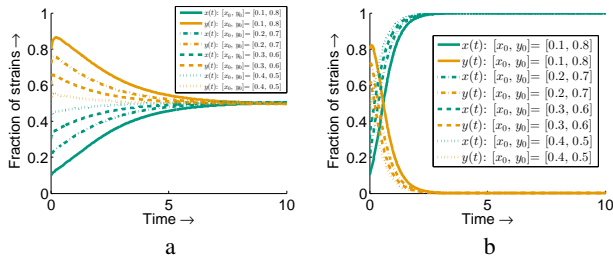 Fraction of strains→
1
0.8
0.6
0.4
0.2
0
0
5
10
Time→
x(t): [x0, y0]= [0.1, 0.8]
y(t): [x0, y0]= [0.1, 0.8]
x(t): [x0, y0]= [0.2, 0.7]
y(t): [x0, y0]= [0.2, 0.7]
x(t): [x0, y0]= [0.3, 0.6]
y(t): [x0, y0]= [0.3, 0.6]
x(t): [x0, y0]= [0.4, 0.5]
y(t): [x0, y0]= [0.4, 0.5]
a
Fraction of strains→
1
0.8
0.6
0.4
0.2
0
0
5
10
Time→
x(t): [x0, y0]= [0.1, 0.8]
y(t): [x0, y0]= [0.1, 0.8]
x(t): [x0, y0]= [0.2, 0.7]
y(t): [x0, y0]= [0.2, 0.7]
x(t): [x0, y0]= [0.3, 0.6]
y(t): [x0, y0]= [0.3, 0.6]
x(t): [x0, y0]= [0.4, 0.5]
y(t): [x0, y0]= [0.4, 0.5]
b